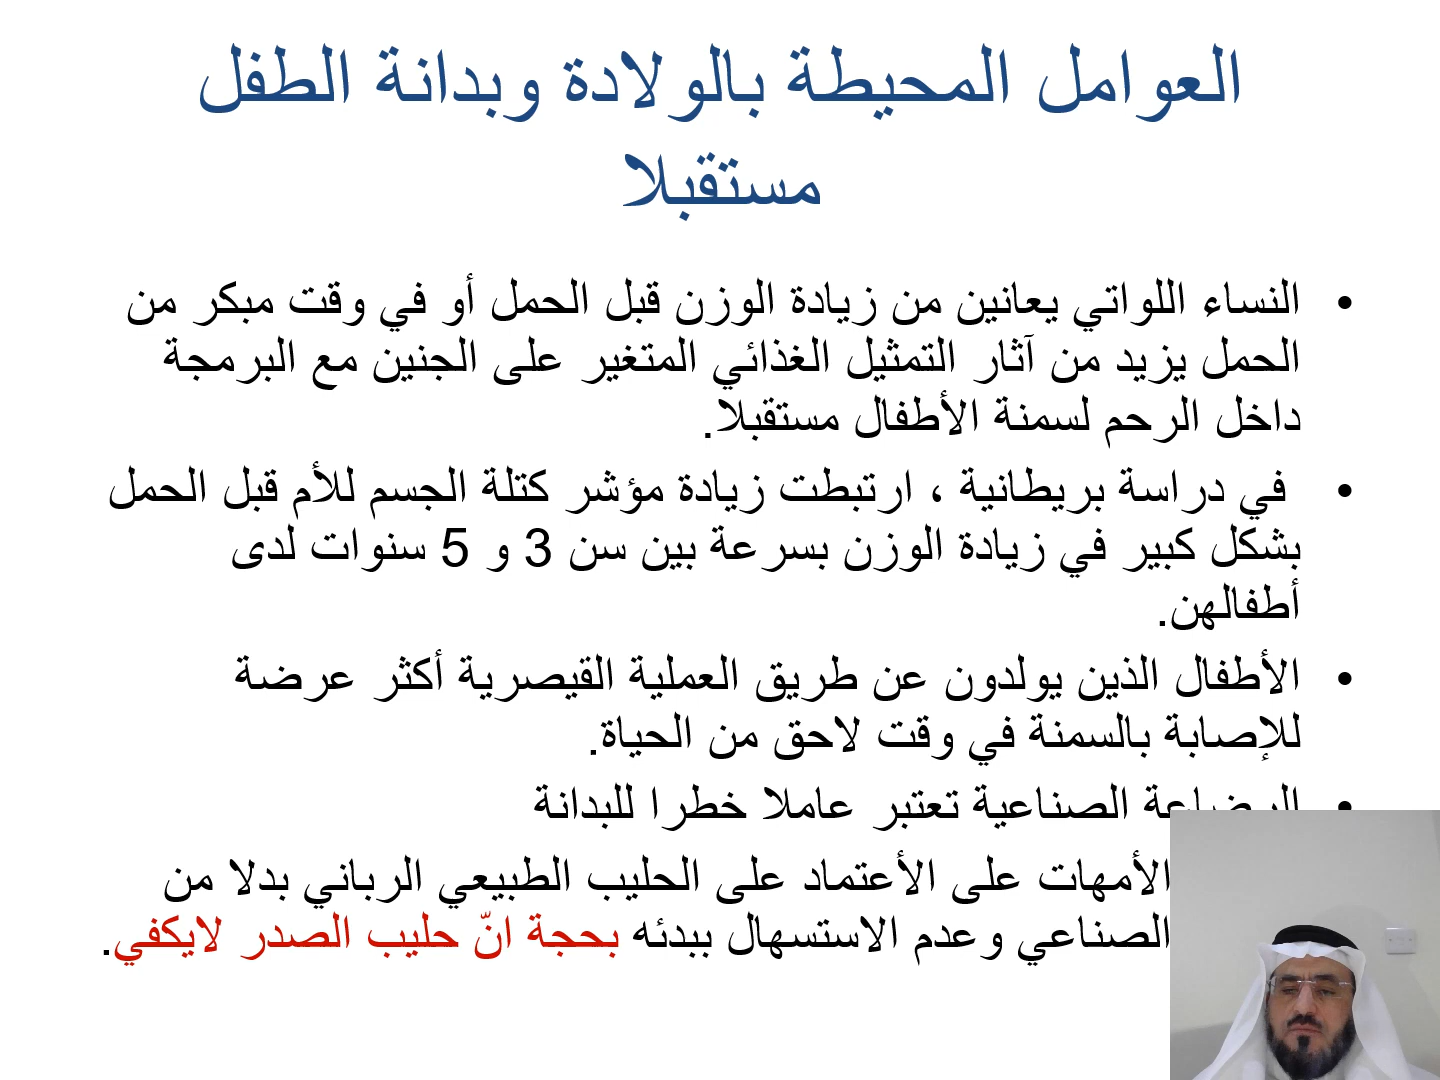 العوامل المحيطة بالولادة وبدانة الطفل
مستقبلا
• النساء اللواتي يعانين من زيادة الوزن قبل الحمل أو في وقت مبكر من
الحمل يزيد من آثار التمثيل الغذائي المتغير على الجنين مع البرمجة
داخل الرحم لسمنة الأطفال مستقبلا.
• في دراسة بريطانية ، ارتبطت زيادة مؤشر كتلة الجسم للأم قبل الحمل
بشكل كبير في زيادة الوزن بسرعة بين سن 3 و 5 سنوات لدى
أطفالهن.
• الأطفال الذين يولدون عن طريق العملية القيصرية أكثر عرضة
للإصابة بالسمنة في وقت لاحق من الحياة.
• الرضاعة الصناعية تعتبر عاملا خطرا للبدانة
الأمهات على الأعتماد على الحليب الطبيعي الرباني بدلا من
الصناعي وعدم الاستسهال ببدئه بحجة انّ حليب الصدر لايكفي.